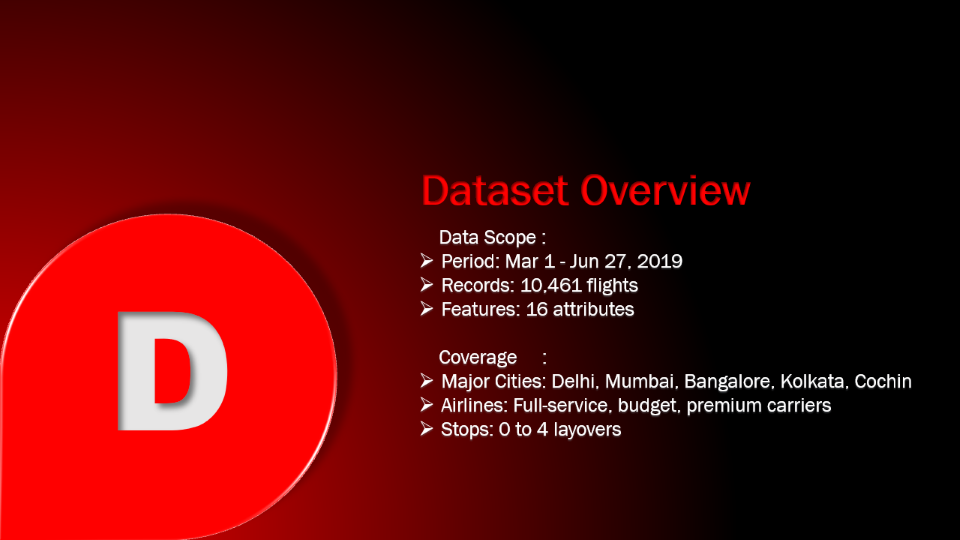 Dataset Overview
Data Scope :
➢ Period: Mar 1 - Jun 27, 2019
➢ Records: 10,461 flights
➢ Features: 16 attributes
Coverage :
➢ Major Cities: Delhi, Mumbai, Bangalore, Kolkata, Cochin
➢ Airlines: Full-service, budget, premium carriers
➢ Stops: 0 to 4 layovers
D